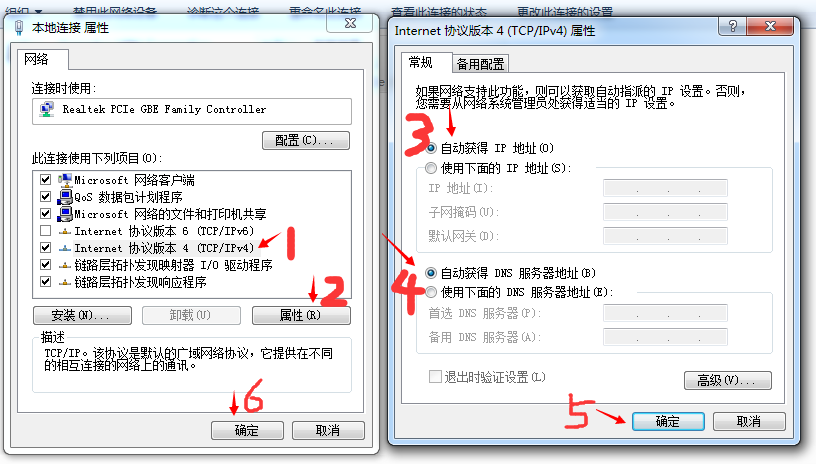 组织 ▼ 禁用此网络设备 诊断这个连接 重命名此连接 查看此连接的状态 更改此连接的设置
本地连接 属性
网络
连接时使用:
Realtek PCIe GBE Family Controller
配置(C)...
此连接使用下列项目(O):
Microsoft 网络客户端
QoS 数据包计划程序
Microsoft 网络的文件和打印机共享
Internet 协议版本 6 (TCP/IPv6)
Internet 协议版本 4 (TCP/IPv4)
1
链路层拓扑发现映射器 I/O 驱动程序
链路层拓扑发现响应程序
2
安装(N)...
卸载(U)
属性(R)
描述
TCP/IP。该协议是默认的广域网络协议，它提供在不同
的相互连接的网络上的通讯。
6
确定
取消
Internet 协议版本 4 (TCP/IPv4) 属性
常规
备用配置
如果网络支持此功能，则可以获取自动指派的 IP 设置。否则，
您需要从网络系统管理员处获得适当的 IP 设置。
3
自动获得 IP 地址(O)
使用下面的 IP 地址(S):
IP 地址(I):
子网掩码(U):
默认网关(D):
4
自动获得 DNS 服务器地址(B)
使用下面的 DNS 服务器地址(E):
首选 DNS 服务器(P):
备用 DNS 服务器(A):
退出时验证设置(L)
高级(V)...
5
确定
取消